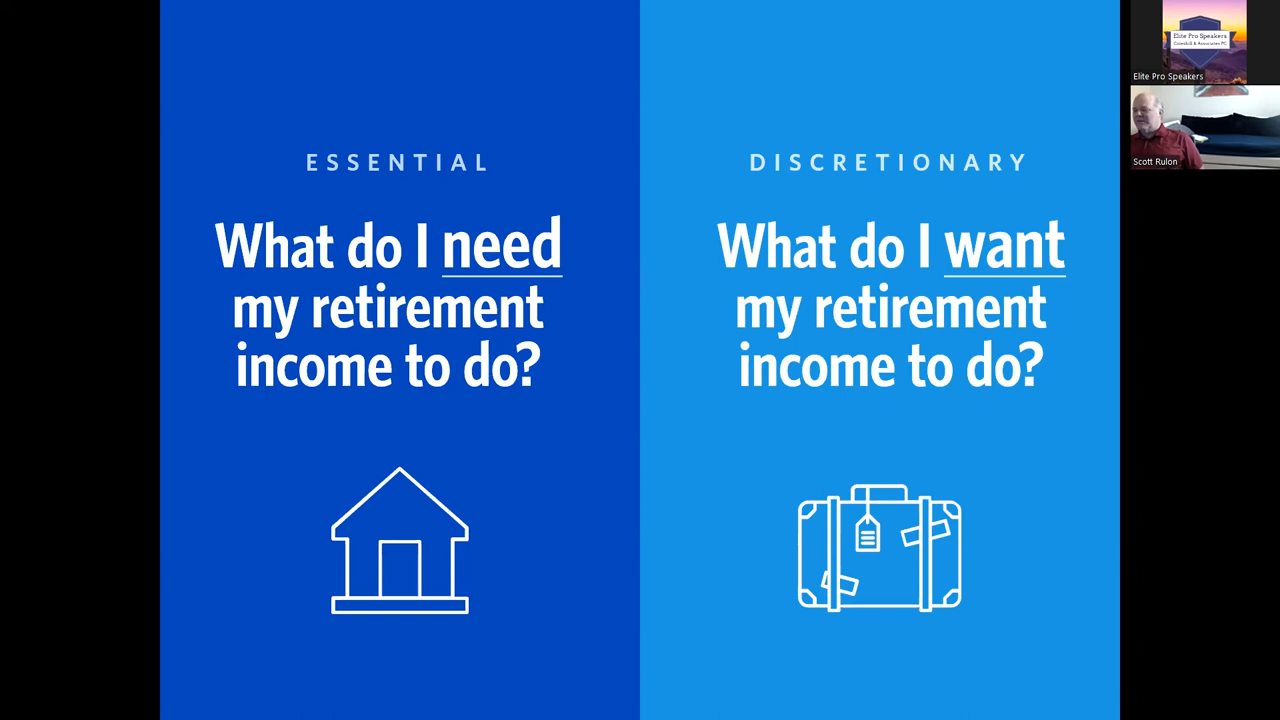 ESSENTIAL
What do I need
my retirement
income to do?
DISCRETIONARY
What do I want
my retirement
income to do?
Elite Pro Speakers
Elite Pro Speakers
Scott Rulon